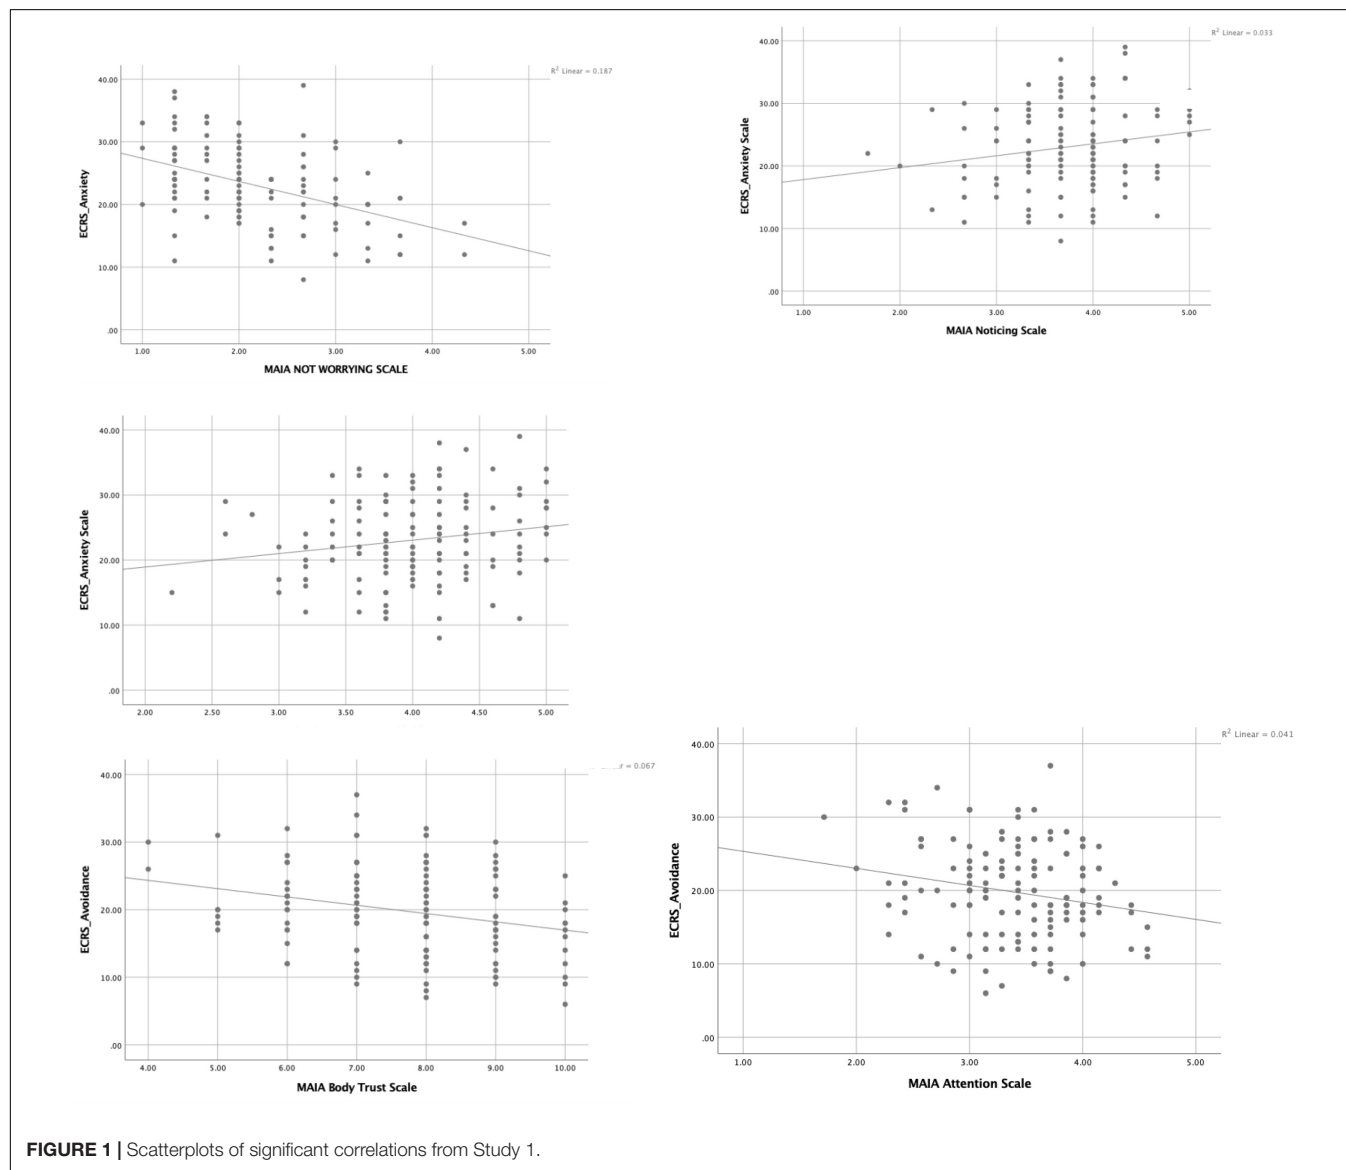 R² Linear = 0.187
40.00
30.00
20.00
10.00
.00
ECRS_Anxiety
1.00 2.00 3.00 4.00 5.00
MAIA NOT WORRYING SCALE
R² Linear = 0.033
40.00
30.00
20.00
10.00
.00
ECRS_Anxiety Scale
1.00 2.00 3.00 4.00 5.00
MAIA Noticing Scale
40.00
30.00
20.00
10.00
.00
ECRS_Anxiety Scale
2.00 2.50 3.00 3.50 4.00 4.50 5.00
= 0.067
40.00
30.00
20.00
10.00
.00
ECRS_Avoidance
4.00 5.00 6.00 7.00 8.00 9.00 10.00
MAIA Body Trust Scale
R² Linear = 0.041
40.00
30.00
20.00
10.00
.00
ECRS_Avoidance
1.00 2.00 3.00 4.00 5.00
MAIA Attention Scale
FIGURE 1 | Scatterplots of significant correlations from Study 1.